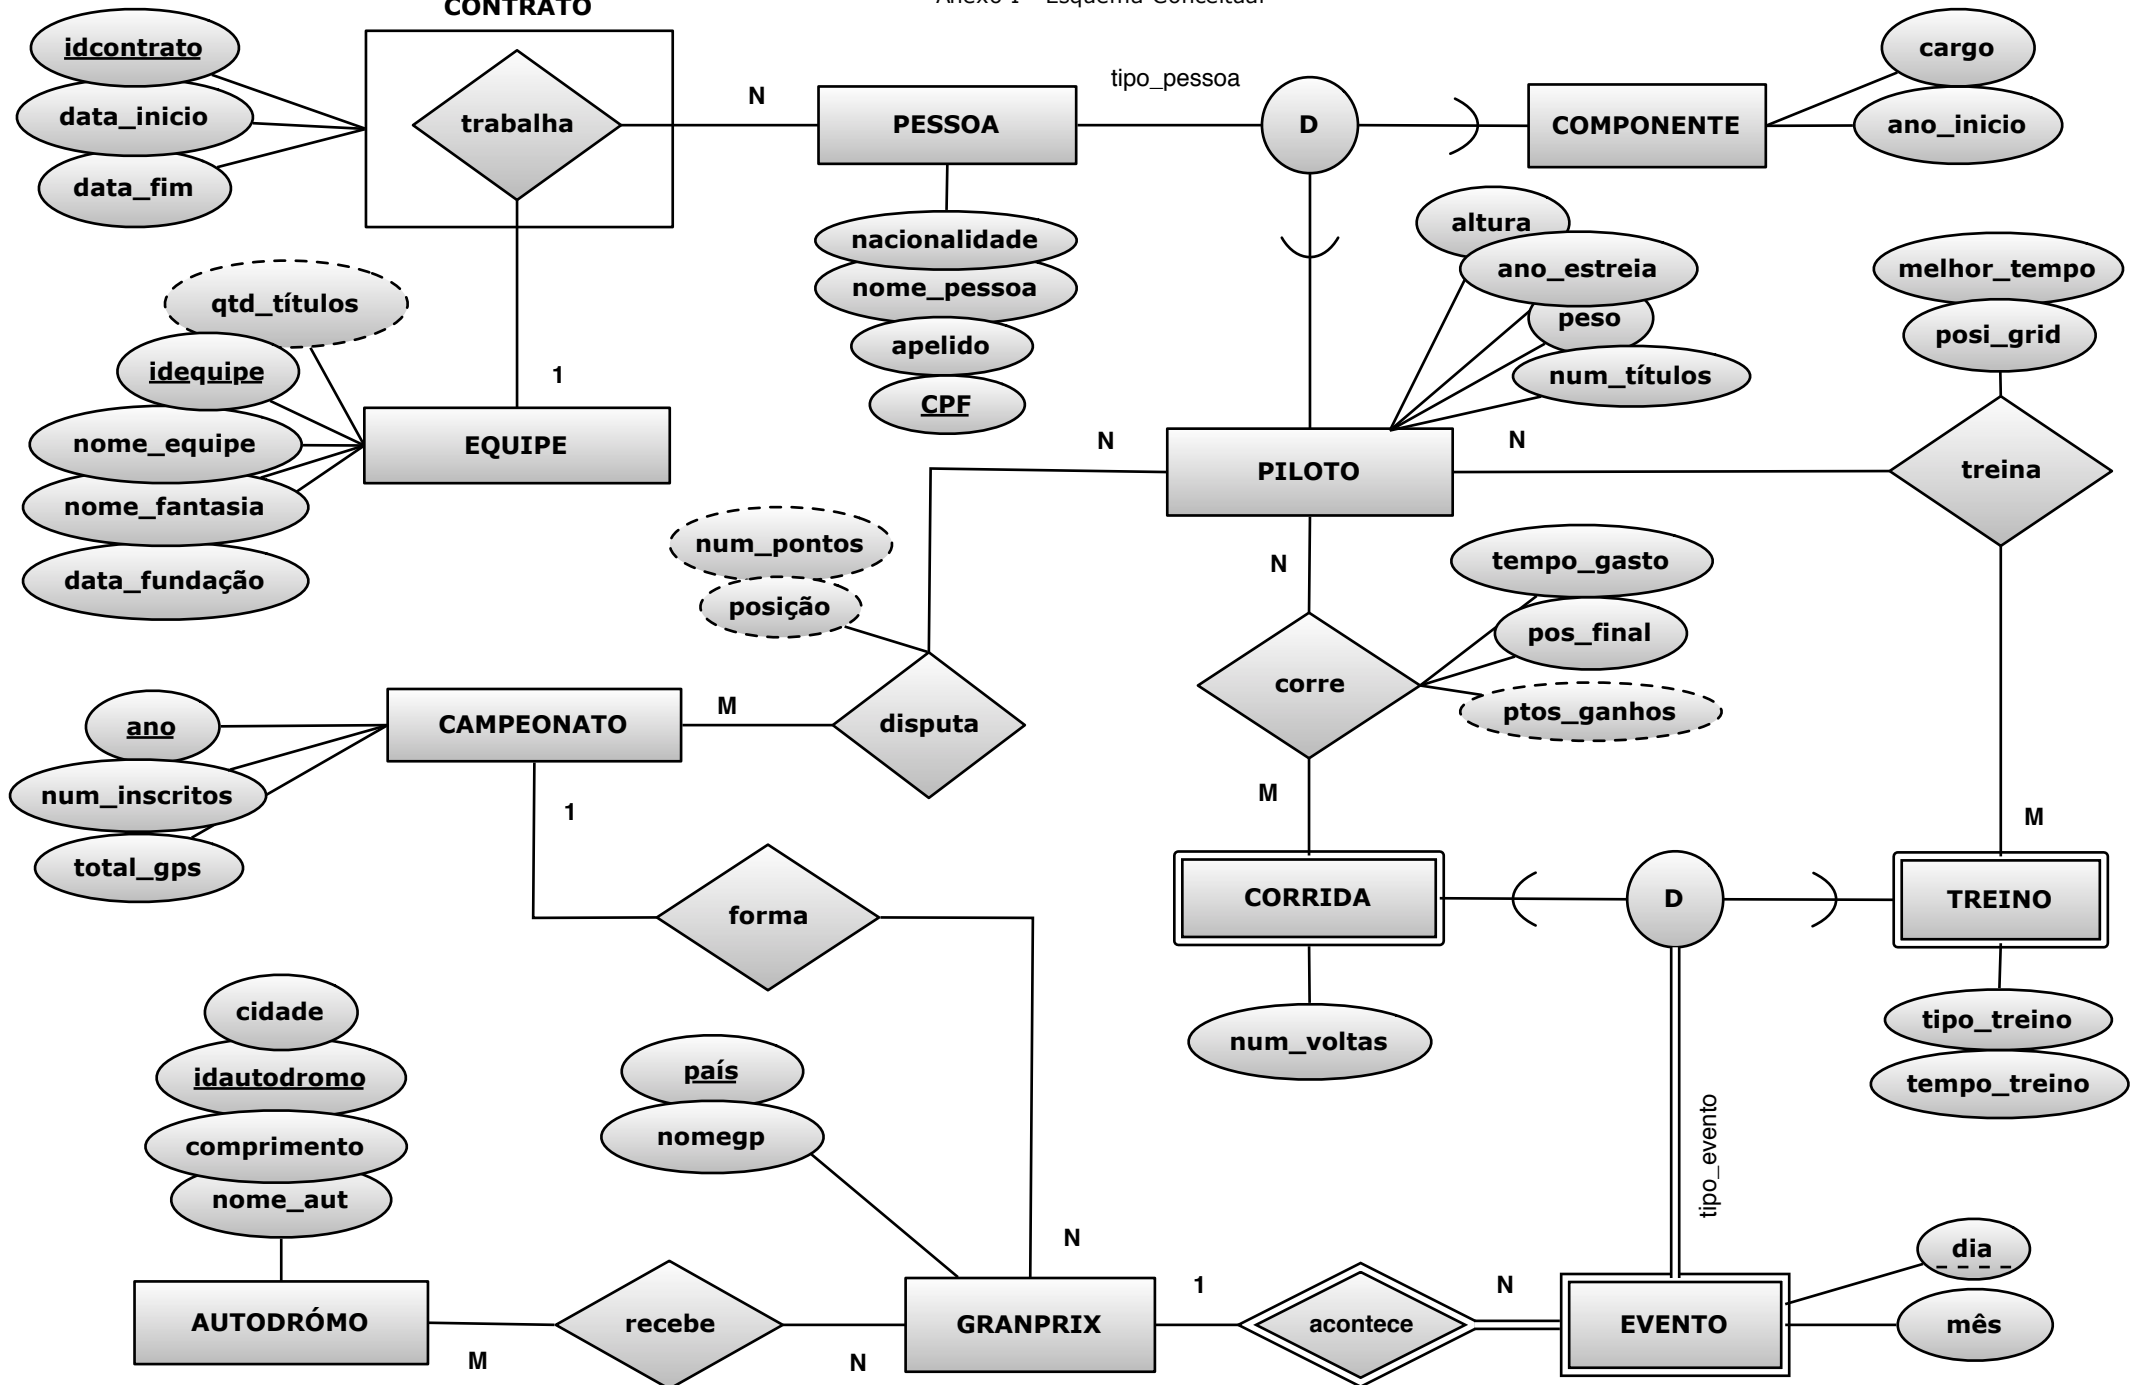 CONTRATO
Anexo I - Esquema Conceitual
idcontrato
data_inicio
data_fim
trabalha
N
PESSOA
tipo_pessoa
D
COMPONENTE
cargo
ano_inicio
nacionalidade
nome_pessoa
apelido
CPF
altura
ano_estreia
peso
num_títulos
melhor_tempo
posi_grid
qtd_títulos
idequipe
nome_equipe
nome_fantasia
data_fundação
1
EQUIPE
N
PILOTO
N
treina
num_pontos
posição
N
tempo_gasto
pos_final
ptos_ganhos
corre
ano
num_inscritos
total_gps
CAMPEONATO
M
disputa
1
M
M
forma
CORRIDA
D
TREINO
num_voltas
tipo_treino
tempo_treino
cidade
idautodromo
comprimento
nome_aut
país
nomegp
tipo_evento
N
AUTODRÓMO
M
recebe
N
GRANPRIX
1
acontece
N
EVENTO
dia
mês